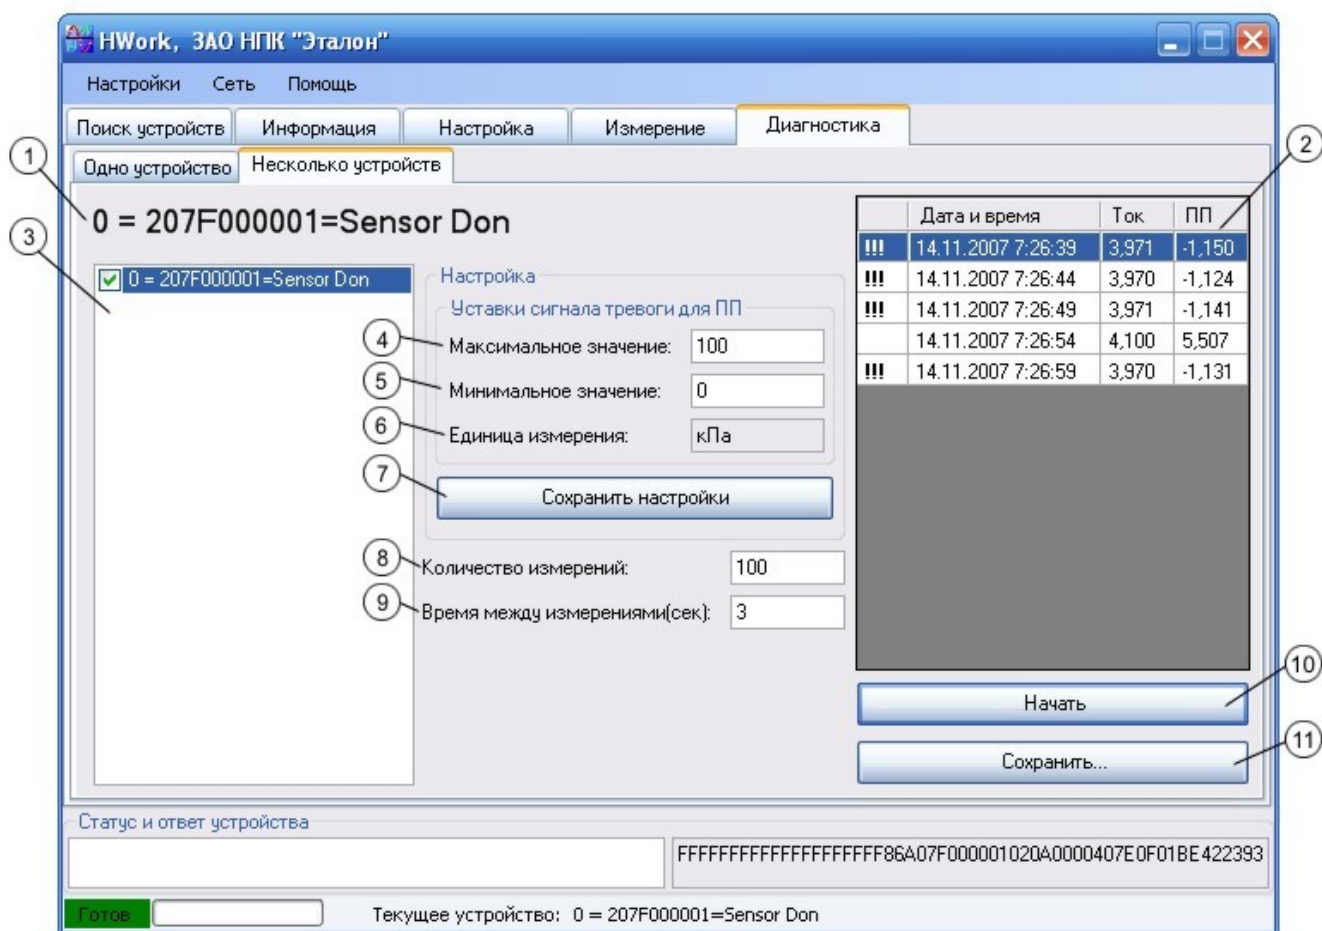 HWork, ЗАО НПК "Эталон"
Настройки Сеть Помощь
Поиск устройств Информация Настройка Измерение Диагностика
Одно устройство Несколько устройств
1
2
3
0 = 207F000001=Sensor Don
0 = 207F000001=Sensor Don
Настройка
Уставки сигнала тревоги для ПП
4 Максимальное значение: 100
5 Минимальное значение: 0
6 Единица измерения: кПа
7 Сохранить настройки
8 Количество измерений: 100
9 Время между измерениями(сек): 3
Дата и время Ток ПП
!!! 14.11.2007 7:26:39 3,971 -1,150
!!! 14.11.2007 7:26:44 3,970 -1,124
!!! 14.11.2007 7:26:49 3,971 -1,141
14.11.2007 7:26:54 4,100 5,507
!!! 14.11.2007 7:26:59 3,970 -1,131
Начать 10
Сохранить... 11
Статус и ответ устройства
FFFFFFFFFFFFFFFFFFFF86A07F000001020A0000407E0F01BE422393
Готов Текущее устройство: 0 = 207F000001=Sensor Don